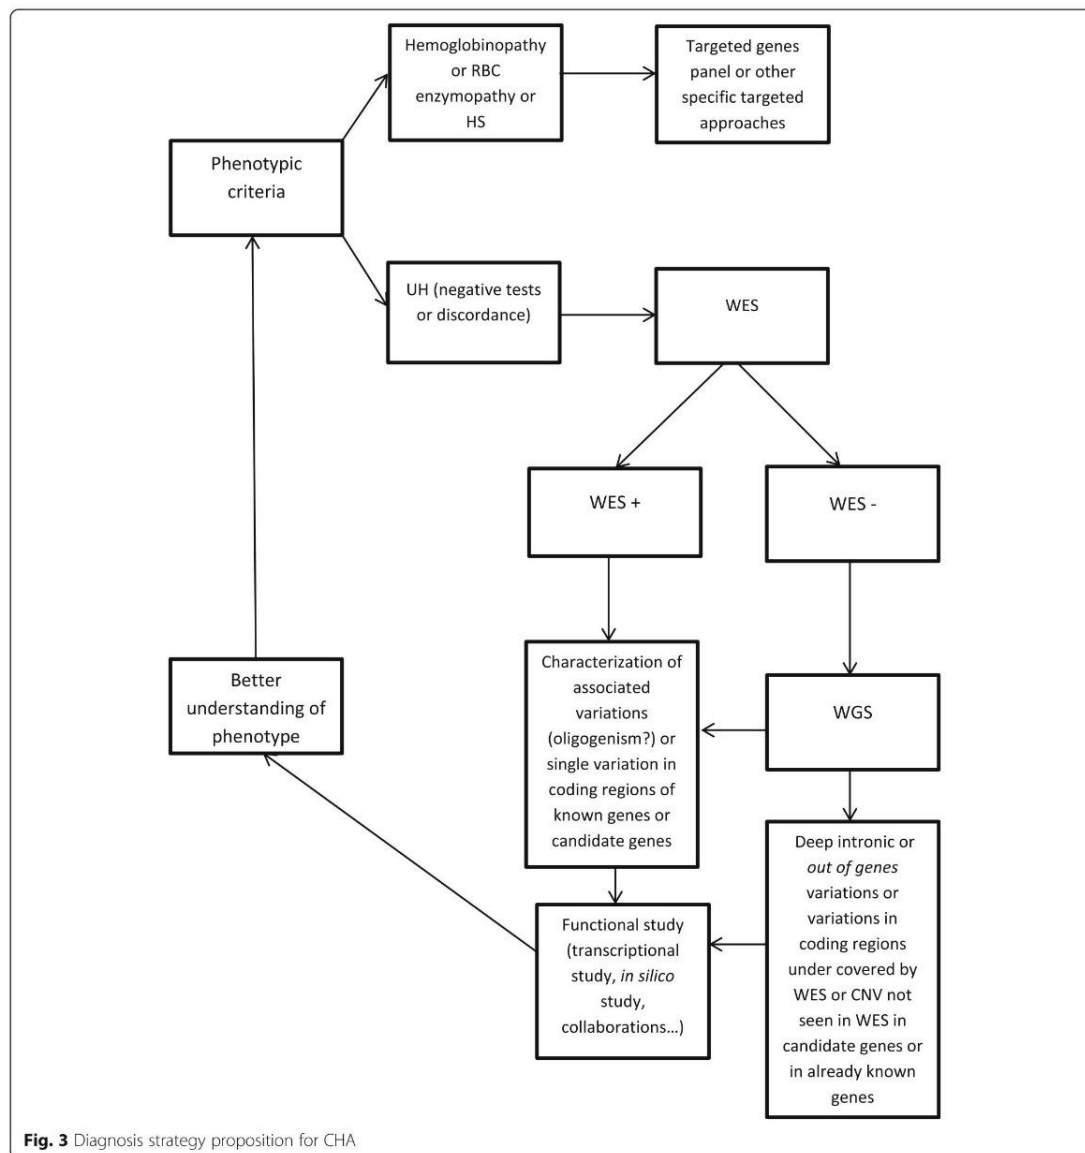 Hemoglobinopathy
or RBC
enzymopathy or
HS
Targeted genes
panel or other
specific targeted
approaches
Phenotypic
criteria
UH (negative tests
or discordance)
WES
WES +
WES -
Characterization of
associated
variations
(oligogenism?) or
single variation in
coding regions of
known genes or
candidate genes
WGS
Better
understanding of
phenotype
Deep intronic or
out of genes
variations or
variations in
coding regions
under covered by
WES or CNV not
seen in WES in
candidate genes or
in already known
genes
Functional study
(transcriptional
study, in silico
study,
collaborations…)
Fig. 3 Diagnosis strategy proposition for CHA